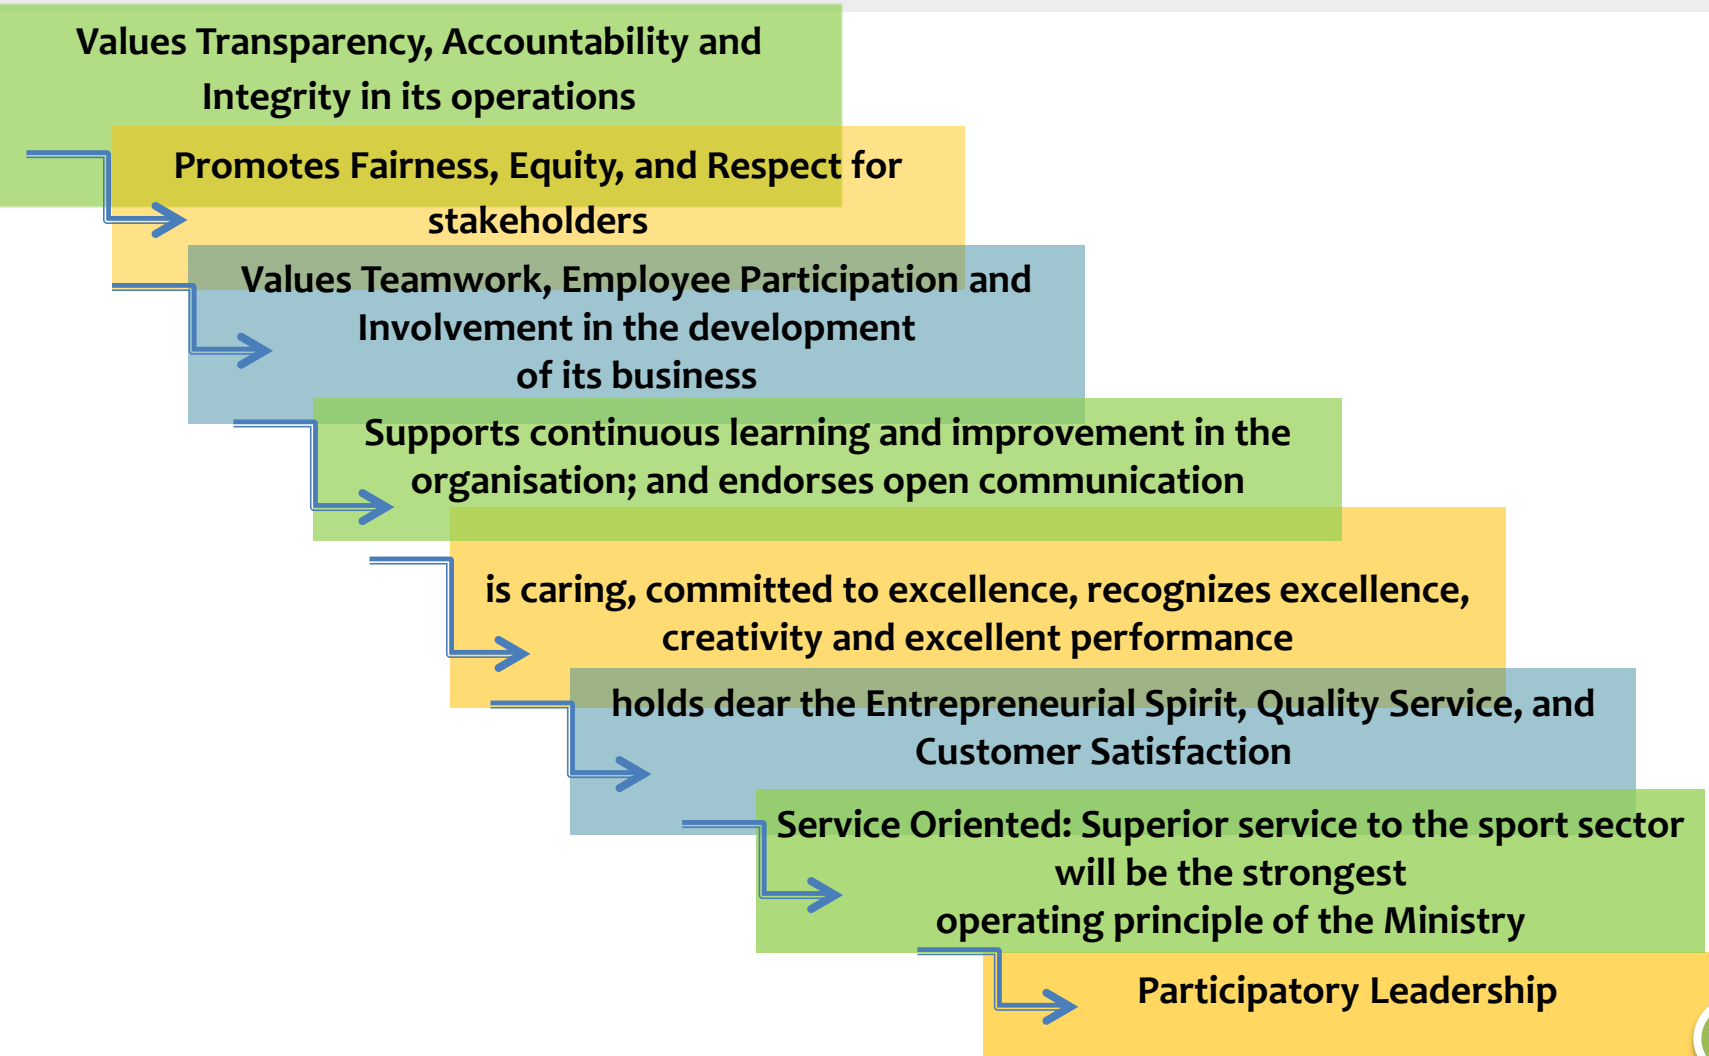 Values Transparency, Accountability and
Integrity in its operations
Promotes Fairness, Equity, and Respect for
stakeholders
Values Teamwork, Employee Participation and
Involvement in the development
of its business
Supports continuous learning and improvement in the
organisation; and endorses open communication
is caring, committed to excellence, recognizes excellence,
creativity and excellent performance
holds dear the Entrepreneurial Spirit, Quality Service, and
Customer Satisfaction
Service Oriented: Superior service to the sport sector
will be the strongest
operating principle of the Ministry
Participatory Leadership